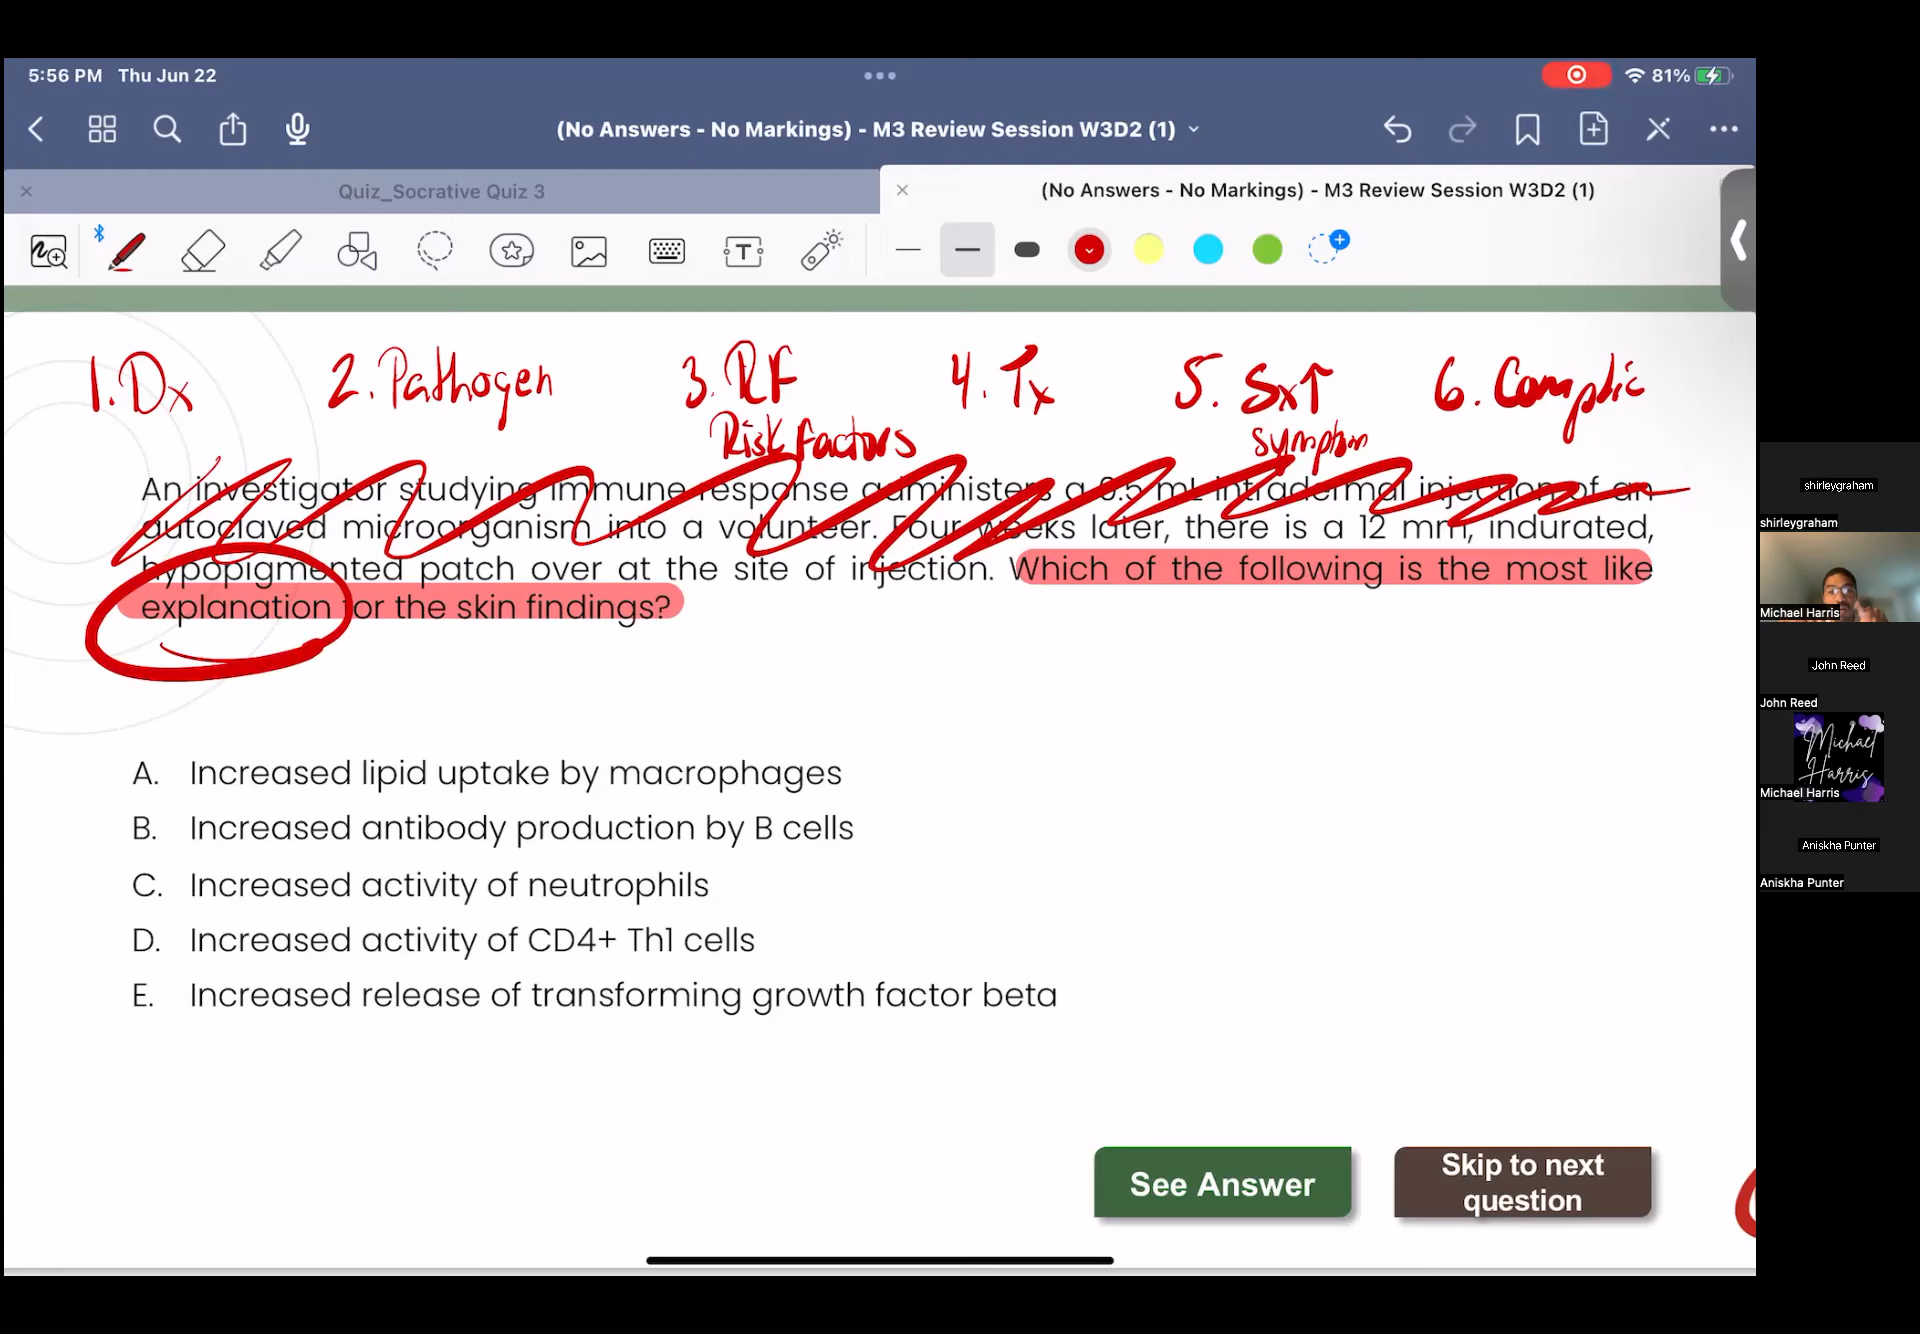 5:56 PM Thu Jun 22
81%
(No Answers - No Markings) - M3 Review Session W3D2 (1)
Quiz_Socrative Quiz 3
(No Answers - No Markings) - M3 Review Session W3D2 (1)
T
1. Dx 2. Pathogen 3. RF 4. Tx 5. Sx↑ 6. Complic
Risk Factors
Symptom
An investigator studying immune response administers a 0.5 mL intradermal injection of an
autoclaved microorganism into a volunteer. Four weeks later, there is a 12 mm, indurated,
hypopigmented patch over at the site of injection. Which of the following is the most like
explanation for the skin findings?
A. Increased lipid uptake by macrophages
B. Increased antibody production by B cells
C. Increased activity of neutrophils
D. Increased activity of CD4+ Th1 cells
E. Increased release of transforming growth factor beta
See Answer
Skip to next
question
shirleygraham
shirleygraham
Michael Harris
John Reed
John Reed
Michael
Harris
Michael Harris
Aniskha Punter
Aniskha Punter